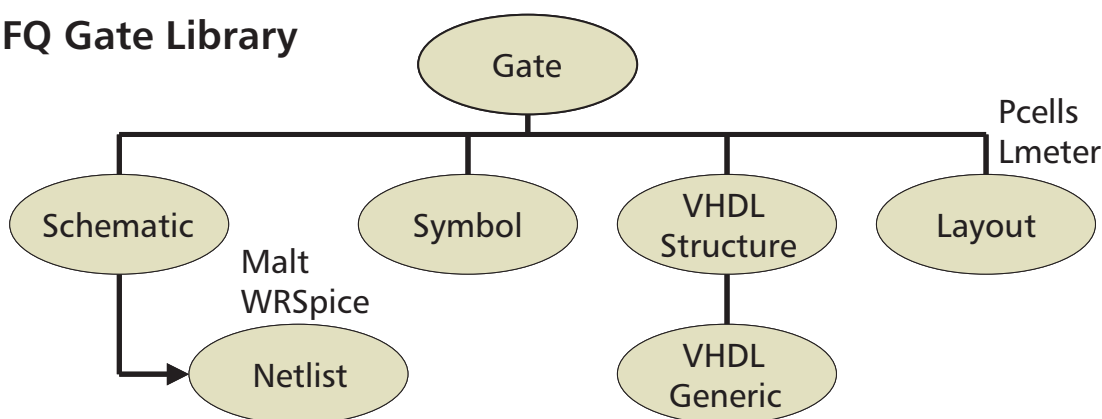 FQ Gate Library
Gate
Pcells
Lmeter
Schematic
Symbol
VHDL
Structure
Layout
Malt
WRSpice
Netlist
VHDL
Generic